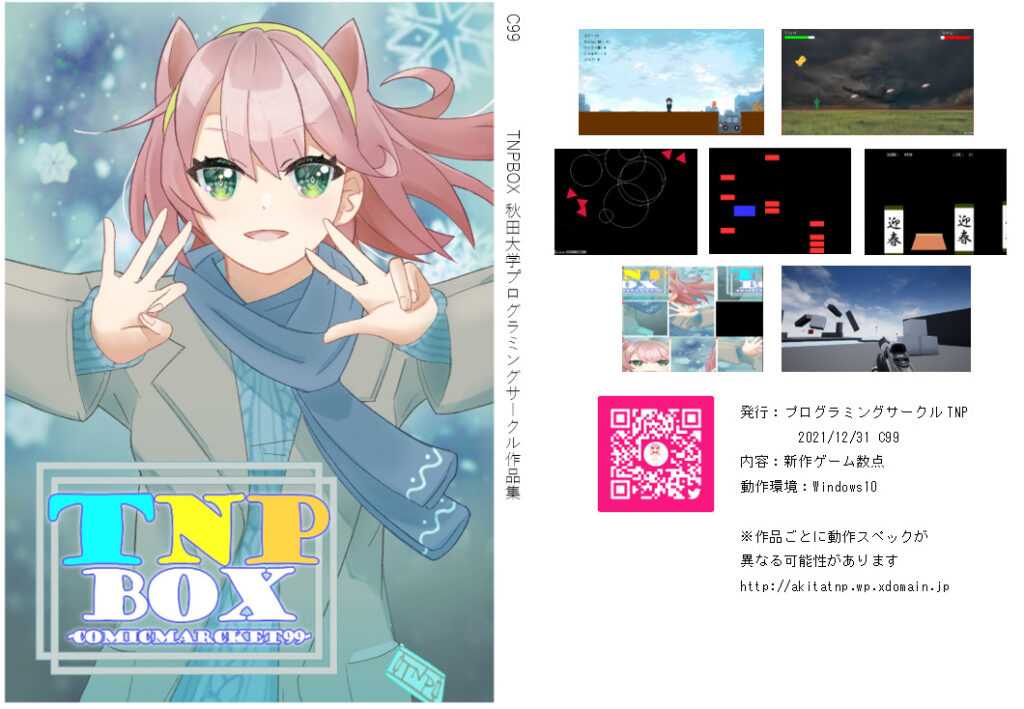 TNP
BOX
-COMICMARCKET99-
TNP
C99
TNPBOX 秋田大学プログラミングサークル作品集
迎春
迎春
TNP
BOX
発行：プログラミングサークルTNP
2021/12/31 C99
内容：新作ゲーム数点
動作環境：Windows10
※作品ごとに動作スペックが
異なる可能性があります
http://akitatnp.wp.xdomain.jp